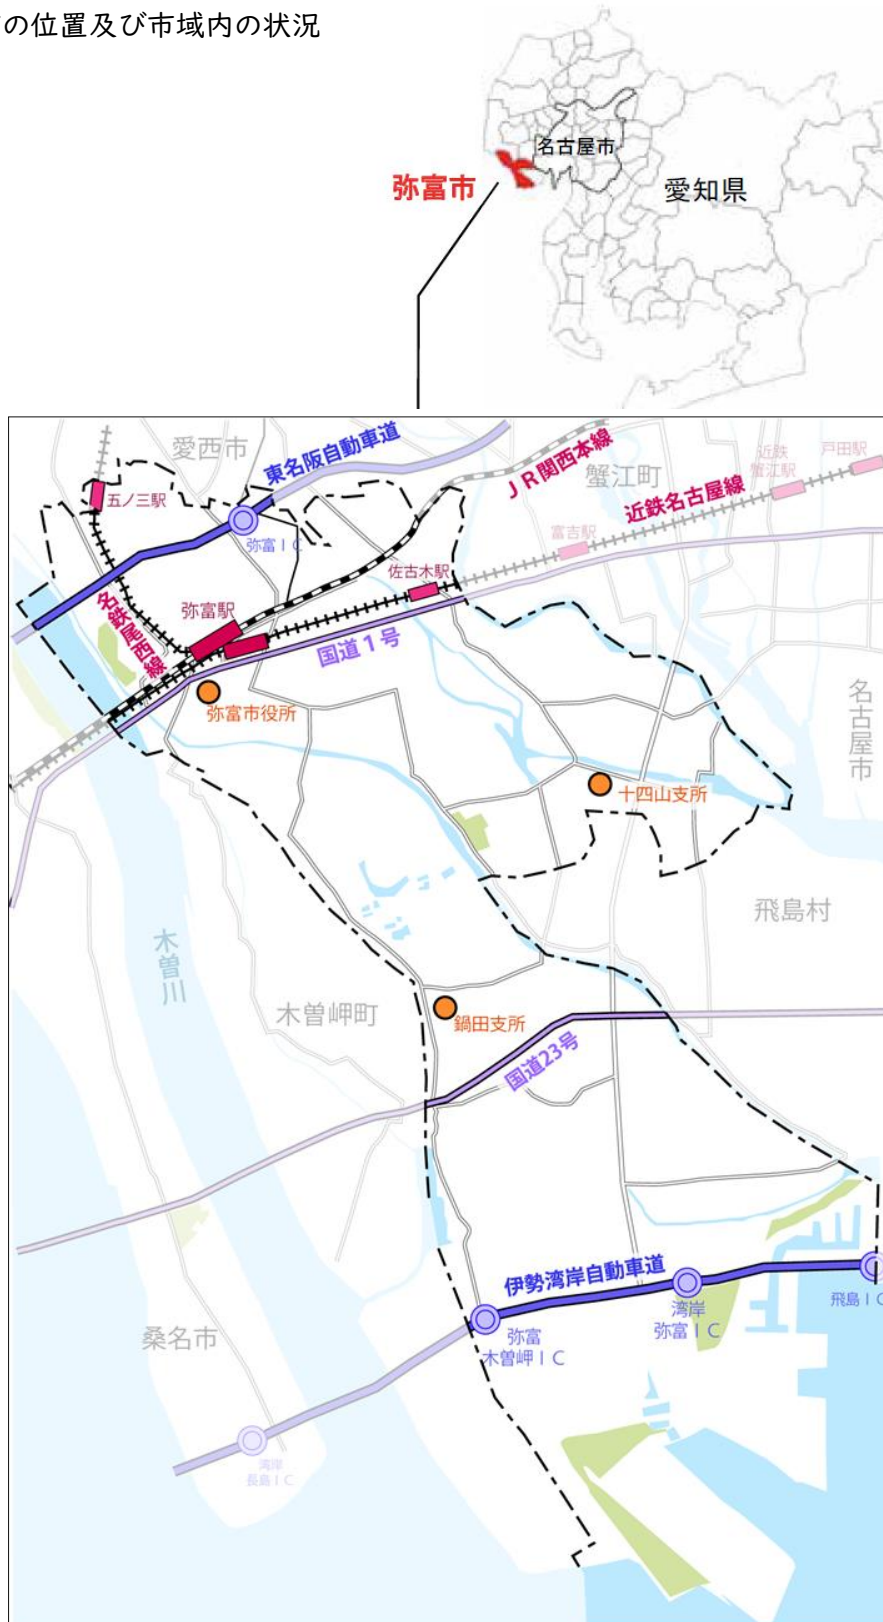 の位置及び市域内の状況
名古屋市
弥富市
愛知県
愛西市
東名阪自動車道
JR関西本線
蟹江町
近鉄
蟹江駅
戸田駅
近鉄名古屋線
五ノ三駅
弥富IC
富吉駅
佐古木駅
名鉄尾西線
弥富駅
国道1号
弥富市役所
名古屋市
十四山支所
飛島村
木曽川
木曽岬町
鍋田支所
国道23号
伊勢湾岸自動車道
湾岸
弥富IC
飛島IC
弥富
木曽岬IC
桑名市
湾岸
長島IC